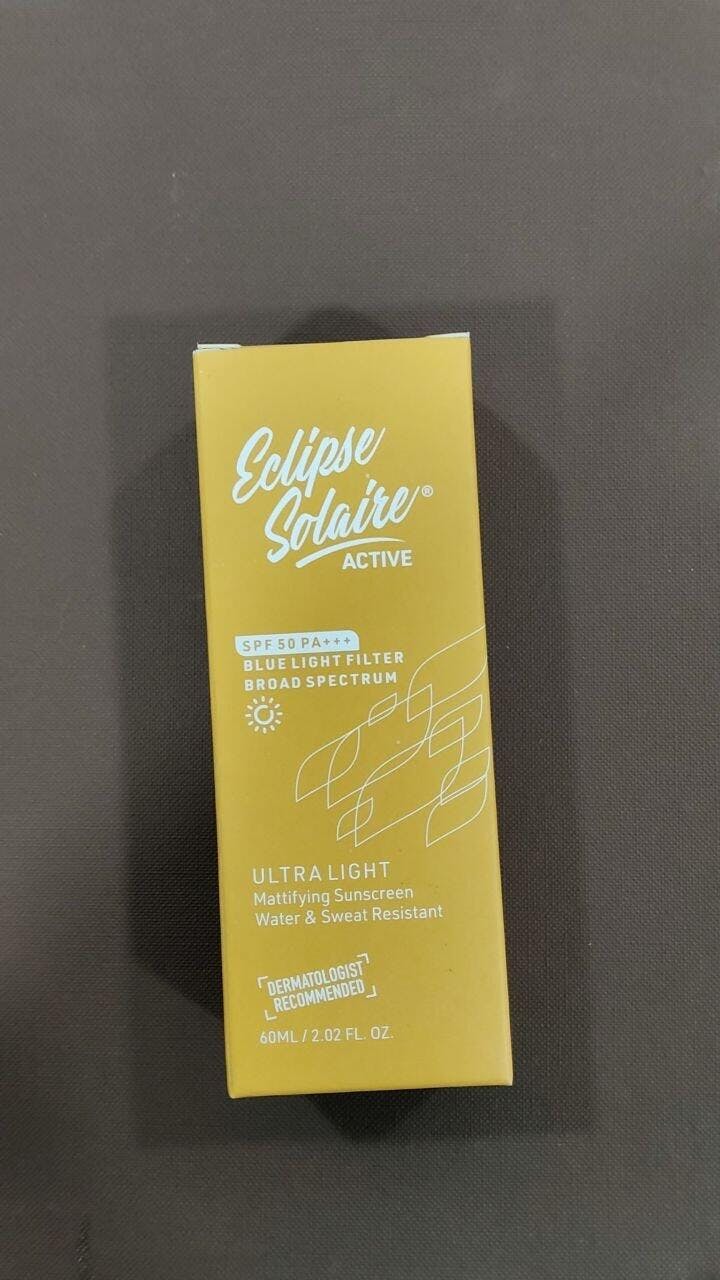 Eclipse
Solaire®
ACTIVE
SPF 50 PA+++
BLUE LIGHT FILTER
BROAD SPECTRUM
ULTRA LIGHT
Mattifying Sunscreen
Water & Sweat Resistant
DERMATOLOGIST
RECOMMENDED
60ML / 2.02 FL. OZ.